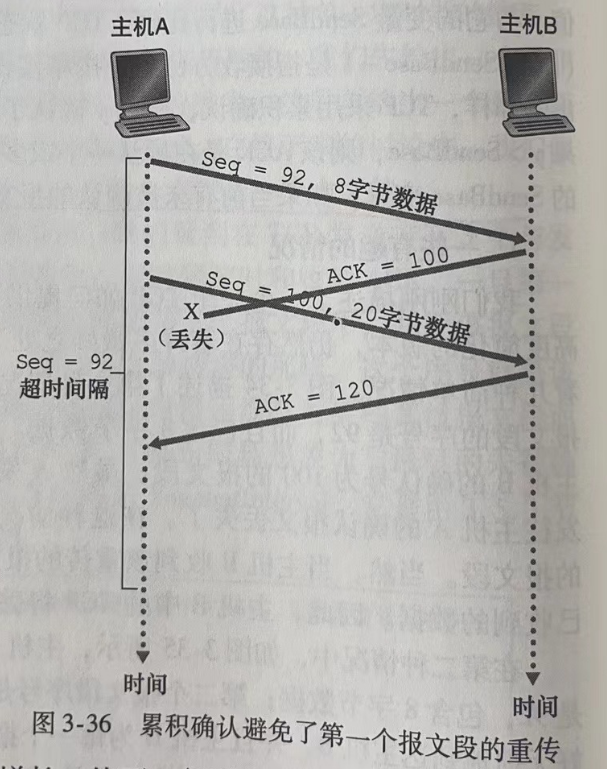 主机A
主机B
Seq = 92, 8字节数据
ACK = 100
Seq = 100, 20字节数据
X
（丢失）
Seq = 92
超时间隔
ACK = 120
时间
时间
图 3-36 累积确认避免了第一个报文段的重传